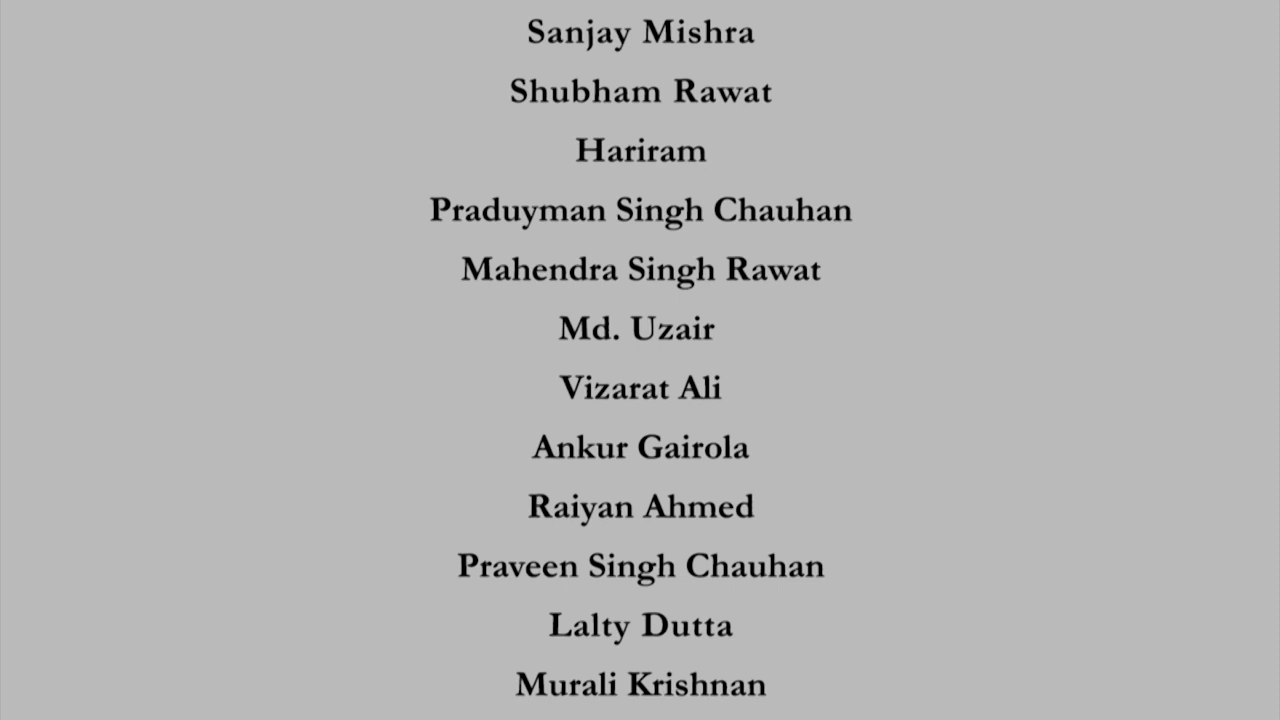 Sanjay Mishra
Shubham Rawat
Hariram
Praduyman Singh Chauhan
Mahendra Singh Rawat
Md. Uzair
Vizarat Ali
Ankur Gairola
Raiyan Ahmed
Praveen Singh Chauhan
Lalty Dutta
Murali Krishnan